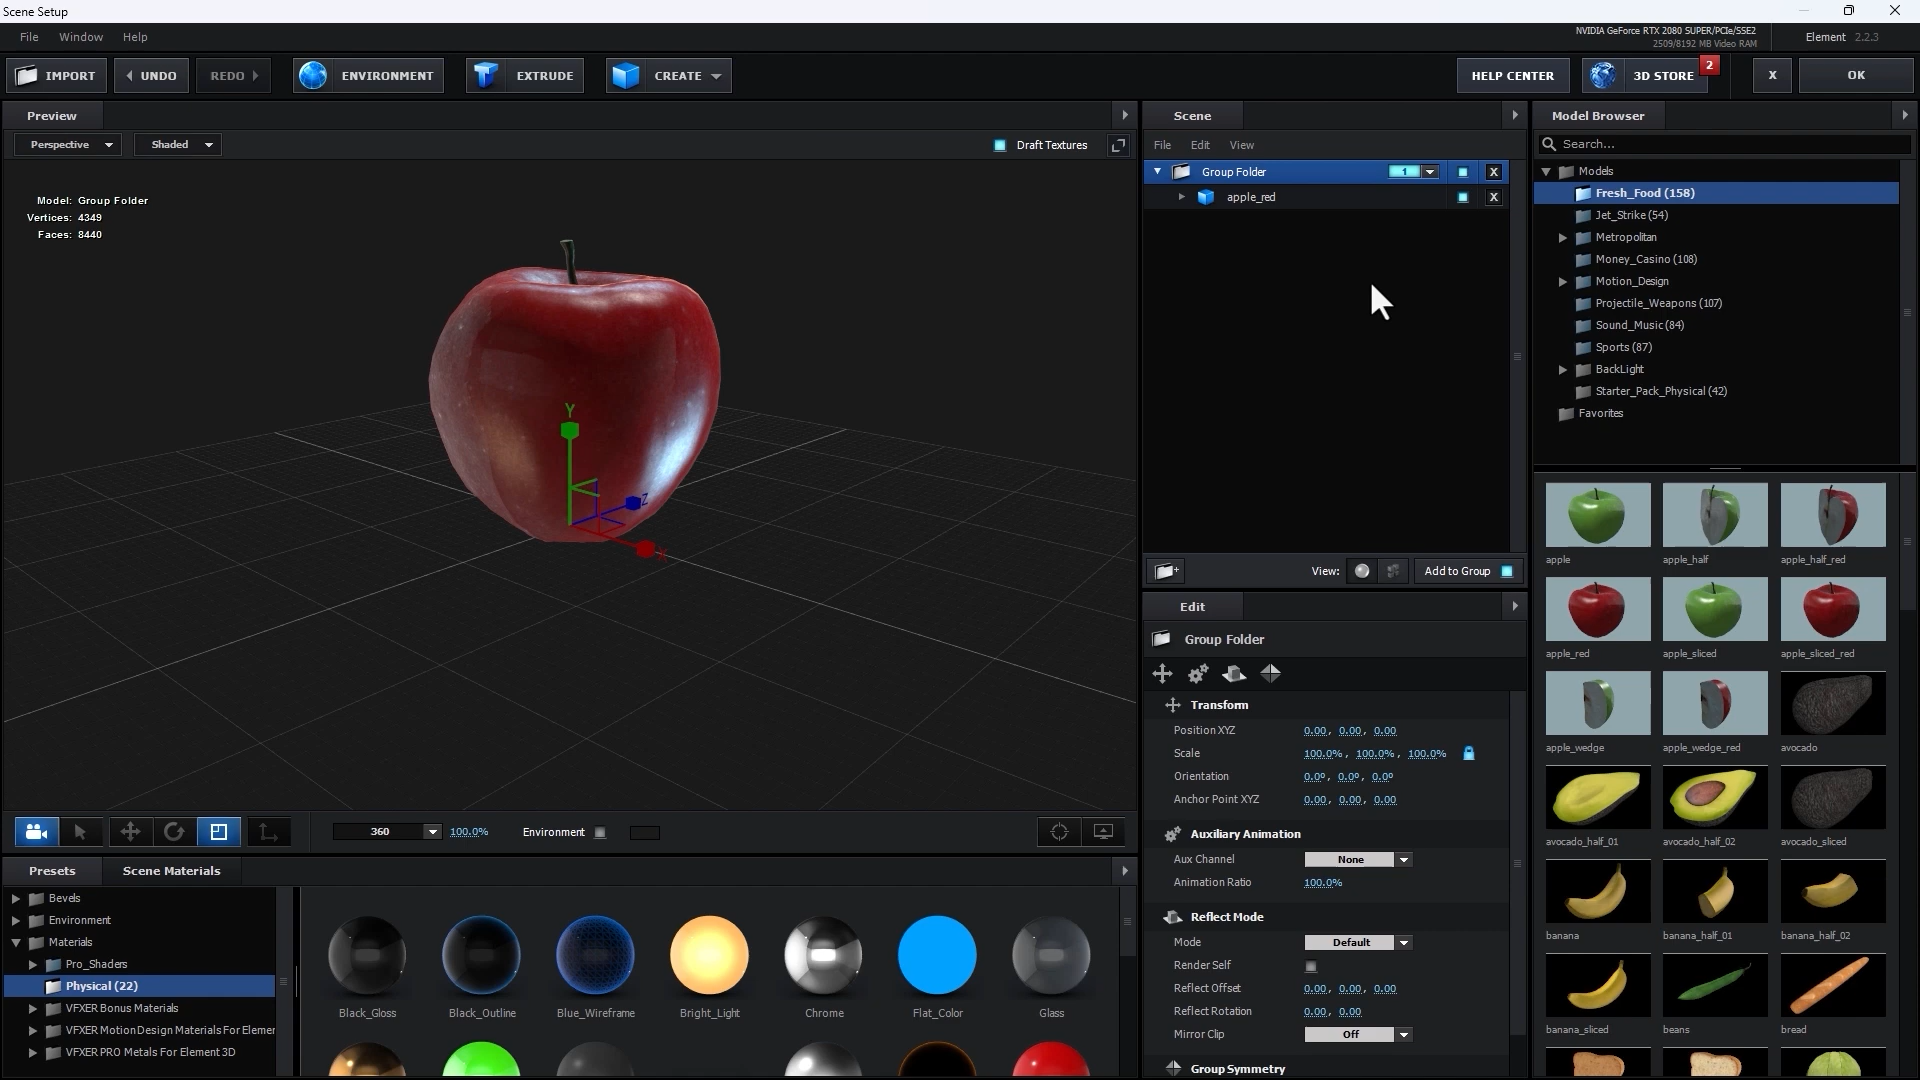 Scene Setup
File Window Help
NVIDIA GeForce RTX 2080 SUPER/PCIe/SSE2
2509/8192 MB Video RAM
Element 2.2.3
IMPORT UNDO REDO ENVIRONMENT EXTRUDE CREATE HELP CENTER 3D STORE 2 X OK
Preview
Perspective Shaded Draft Textures
Model: Group Folder
Vertices: 4349
Faces: 8440
Y
Z
X
360 100.0% Environment
Presets Scene Materials
Bevels
Environment
Materials
Pro_Shaders
Physical (22)
VFXER Bonus Materials
VFXER MotionDesign Materials For Elemer
VFXER PRO Metals For Element 3D
Black_Gloss Black_Outline Blue_Wireframe Bright_Light Chrome Flat_Color Glass
Scene
File Edit View
Group Folder 1 X
apple_red X
View: Add to Group
Edit
Group Folder
Transform
Position XYZ 0.00, 0.00, 0.00
Scale 100.0%, 100.0%, 100.0%
Orientation 0.0º, 0.0º, 0.0º
Anchor Point XYZ 0.00, 0.00, 0.00
Auxiliary Animation
Aux Channel None
Animation Ratio 100.0%
Reflect Mode
Mode Default
Render Self
Reflect Offset 0.00, 0.00, 0.00
Reflect Rotation 0.00, 0.00
Mirror Clip Off
Group Symmetry
Model Browser
Search...
Models
Fresh_Food (158)
Jet_Strike (54)
Metropolitan
Money_Casino (108)
Motion_Design
Projectile_Weapons (107)
Sound_Music (84)
Sports (87)
BackLight
Starter_Pack_Physical (42)
Favorites
apple apple_half apple_half_red
apple_red apple_sliced apple_sliced_red
apple_wedge apple_wedge_red avocado
avocado_half_01 avocado_half_02 avocado_sliced
banana banana_half_01 banana_half_02
banana_sliced beans bread